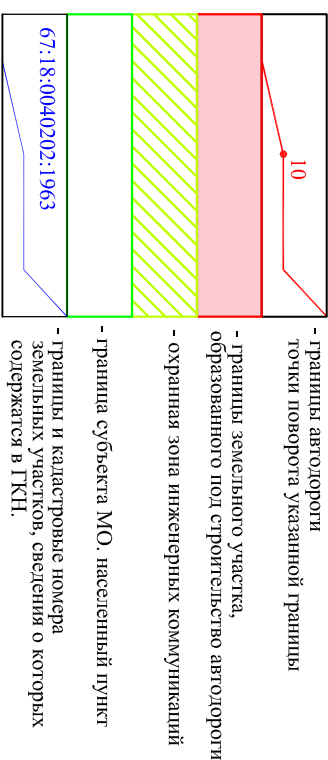 10
- границы автодороги
точки поворота указанной границы
- границы земельного участка,
образованного под строительство автодороги
- охранная зона инженерных коммуникаций
- граница субъекта МО. населенный пункт
67:18:0040202:1963
- границы и кадастровые номера
земельных участков, сведения о которых
содержатся в ГКН.